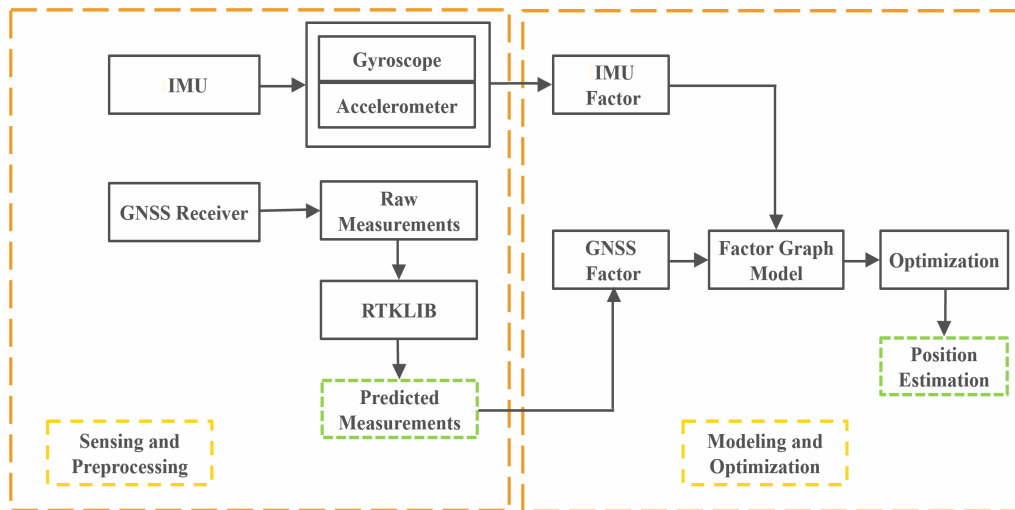 IMU
Gyroscope
Accelerometer
GNSS Receiver
Raw
Measurements
RTKLIB
Predicted
Measurements
Sensing and
Preprocessing
IMU
Factor
GNSS
Factor
Factor Graph
Model
Optimization
Position
Estimation
Modeling and
Optimization